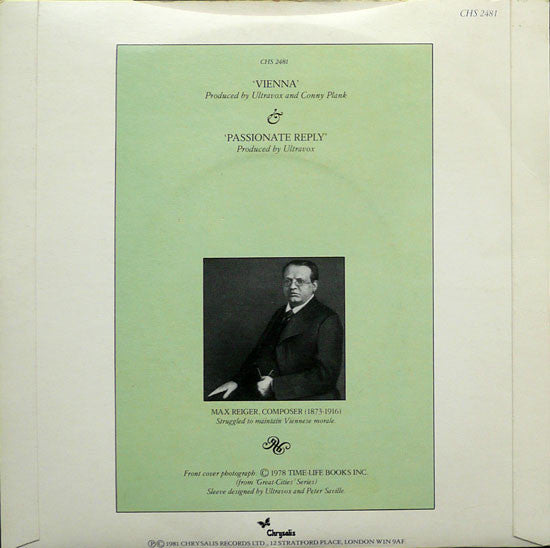 CHS 2481
CHS 2481
'VIENNA'
Produced by Ultravox and Conny Plank
&
'PASSIONATE REPLY'
Produced by Ultravox
MAX REIGER, COMPOSER (1873-1916)
Struggled to maintain Viennese morale.
Front cover photograph: © 1978 TIME-LIFE BOOKS INC.
(from 'Great-Cities' Series)
Sleeve designed by Ultravox and Peter Saville.
Chrysalis
℗ © 1981 CHRYSALIS RECORDS LTD., 12 STRATFORD PLACE, LONDON W1N 9AF